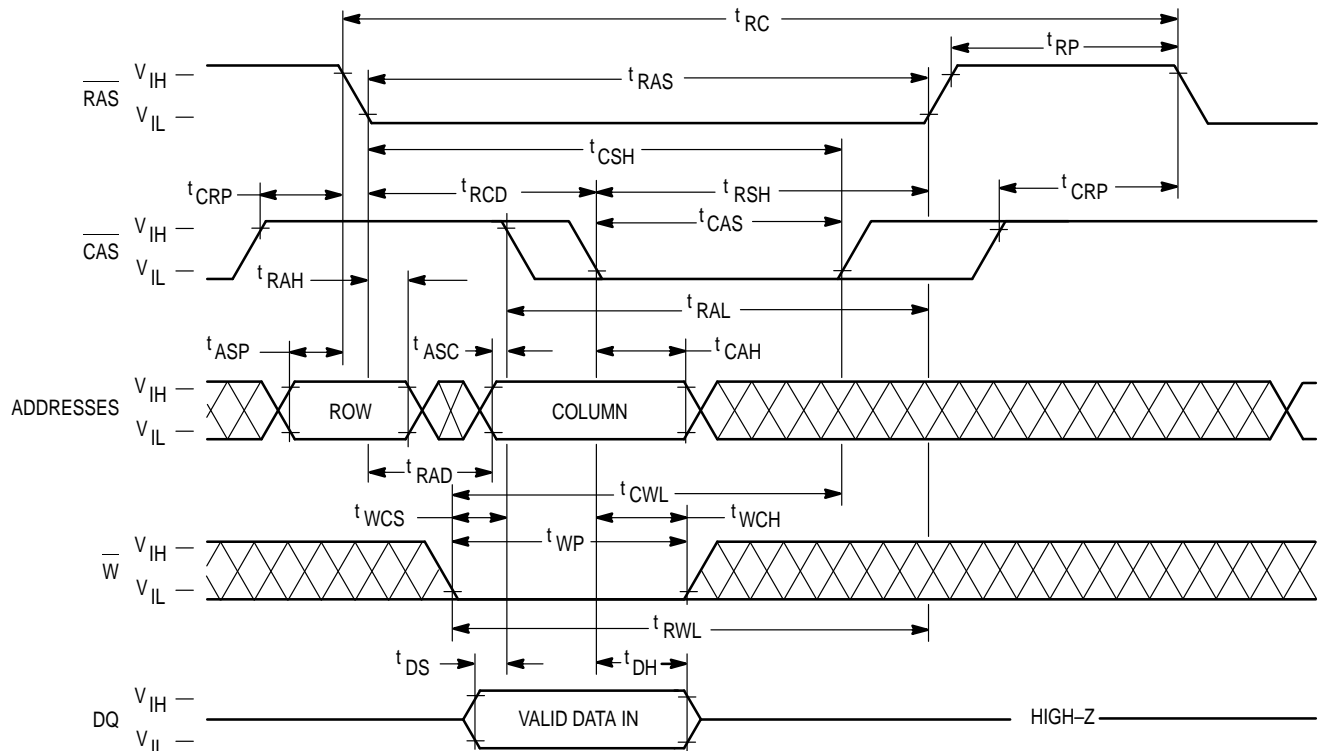 t RC
t RP
V IH
RAS
t RAS
V IL
t CSH
t CRP
t RCD
t RSH
t CRP
V IH
CAS
t CAS
V IL
t RAH
t RAL
t ASP
t ASC
t CAH
V IH
ADDRESSES
ROW
COLUMN
V IL
t RAD
t CWL
t WCS
t WCH
t WP
V IH
W
V IL
t RWL
t DS
t DH
V IH
DQ
VALID DATA IN
HIGH–Z
V IL